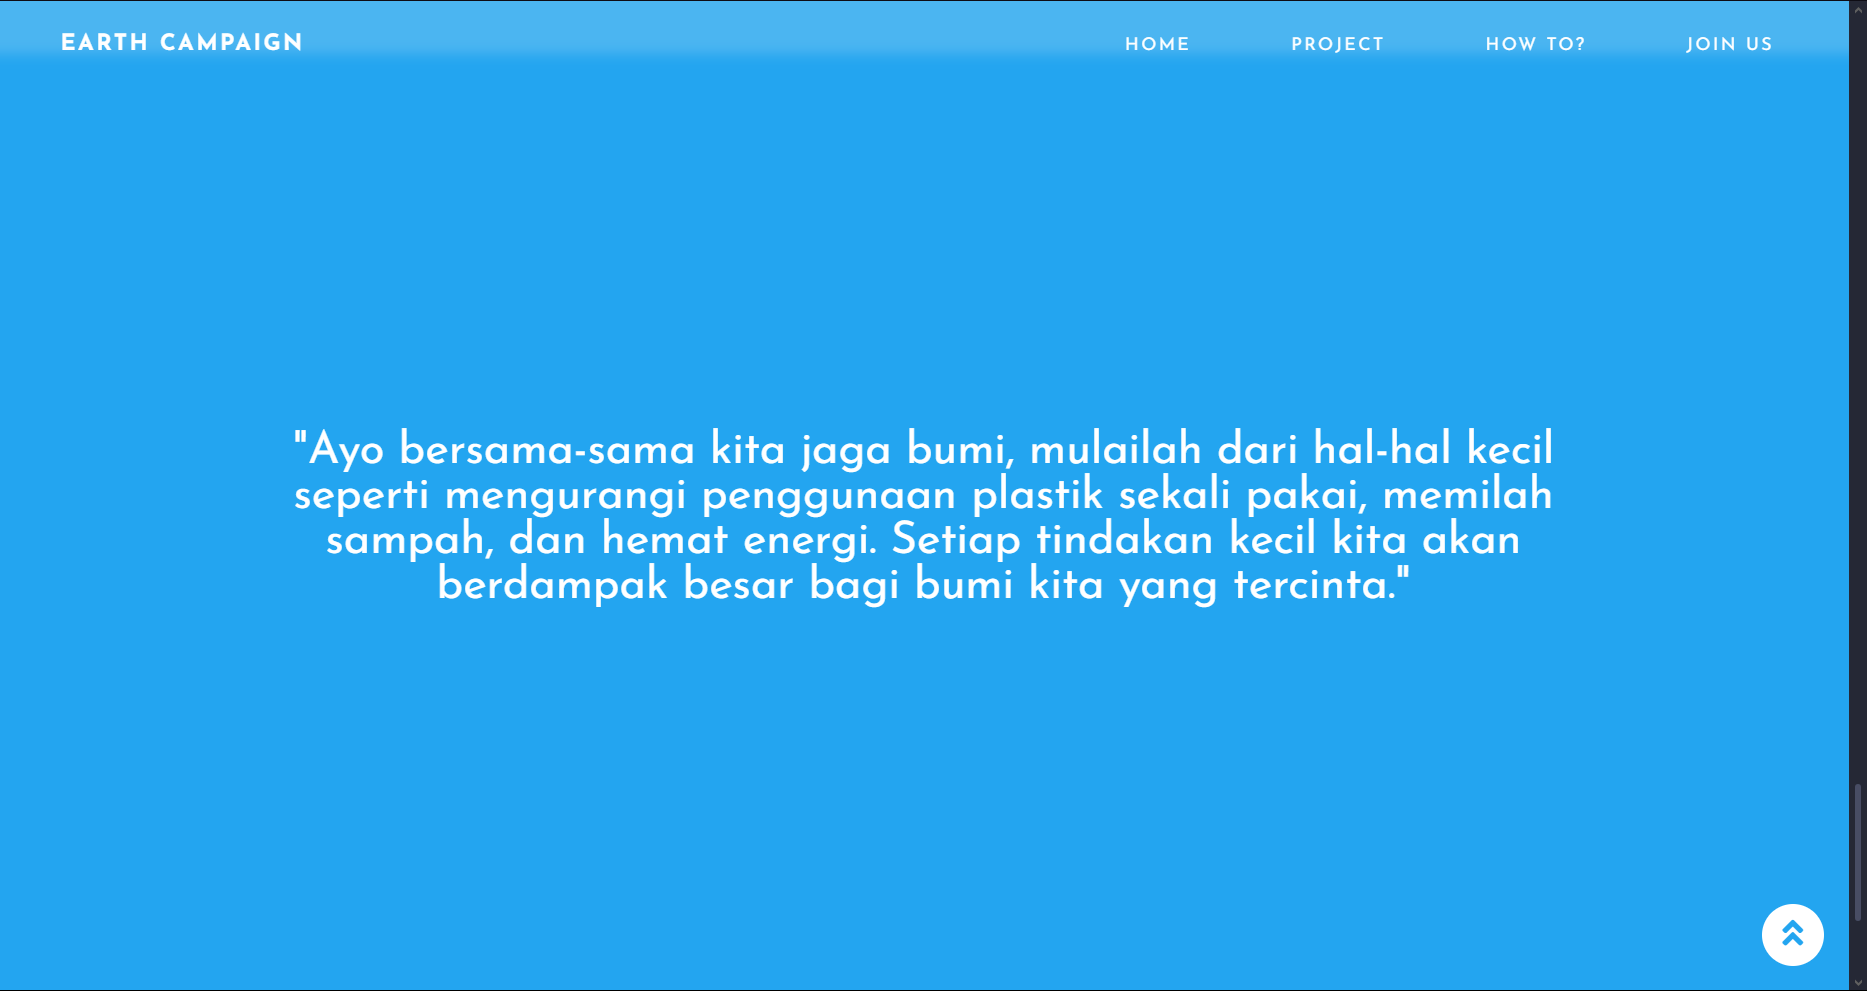 EARTH CAMPAIGN
HOME PROJECT HOW TO? JOIN US
"Ayo bersama-sama kita jaga bumi, mulailah dari hal-hal kecil
seperti mengurangi penggunaan plastik sekali pakai, memilah
sampah, dan hemat energi. Setiap tindakan kecil kita akan
berdampak besar bagi bumi kita yang tercinta."